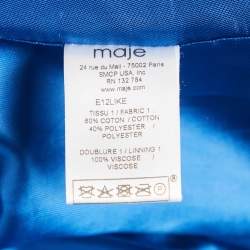 maje
24 rue du Mail - 75002 Paris
SMCP USA, Inc
RN 132 784
www.maje.com
E12LIKE
TISSU 1 / FABRIC 1 :
60% COTON / COTTON
40% POLYESTER /
POLYESTER
DOUBLURE 1 / LINING 1 :
100% VISCOSE /
VISCOSE